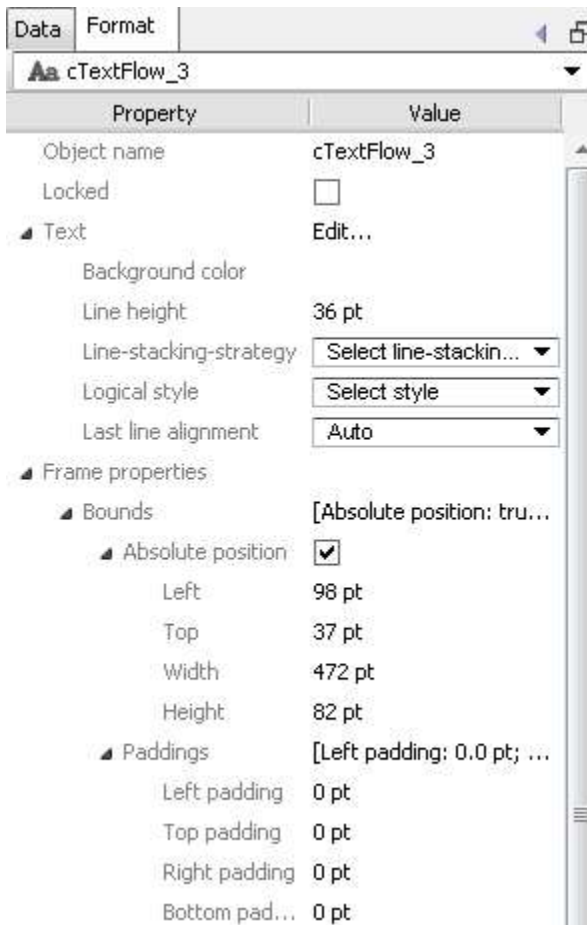 Data Format
Aa cTextFlow_3
Property Value
Object name cTextFlow_3
Locked
Text Edit...
Background color
Line height 36 pt
Line-stacking-strategy Select line-stackin...
Logical style Select style
Last line alignment Auto
Frame properties
Bounds [Absolute position: tru...
Absolute position
Left 98 pt
Top 37 pt
Width 472 pt
Height 82 pt
Paddings [Left padding: 0.0 pt; ...
Left padding 0 pt
Top padding 0 pt
Right padding 0 pt
Bottom pad... 0 pt